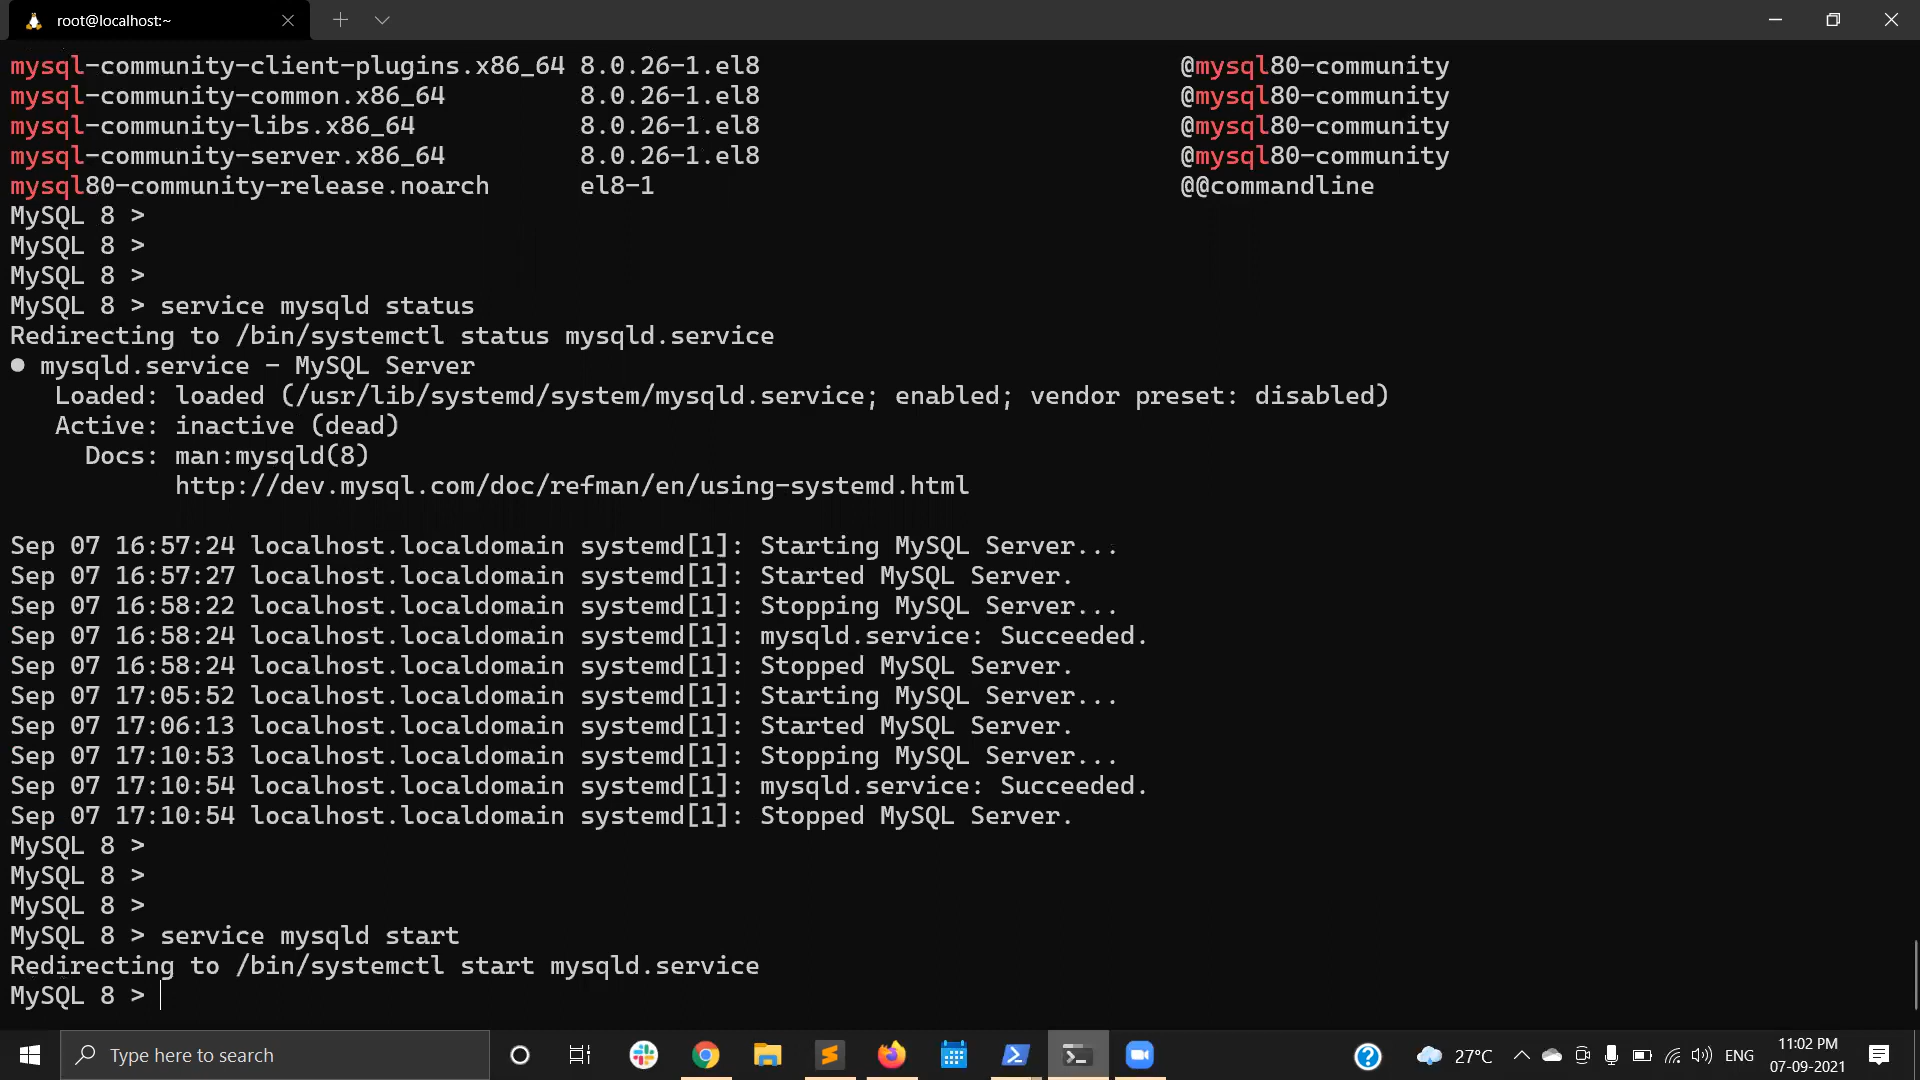 root@localhost:~
mysql-community-client-plugins.x86_64 8.0.26-1.el8 @mysql80-community
mysql-community-common.x86_64 8.0.26-1.el8 @mysql80-community
mysql-community-libs.x86_64 8.0.26-1.el8 @mysql80-community
mysql-community-server.x86_64 8.0.26-1.el8 @mysql80-community
mysql80-community-release.noarch el8-1 @@commandline
MySQL 8 >
MySQL 8 >
MySQL 8 >
MySQL 8 > service mysqld status
Redirecting to /bin/systemctl status mysqld.service
● mysqld.service - MySQL Server
Loaded: loaded (/usr/lib/systemd/system/mysqld.service; enabled; vendor preset: disabled)
Active: inactive (dead)
Docs: man:mysqld(8)
http://dev.mysql.com/doc/refman/en/using-systemd.html
Sep 07 16:57:24 localhost.localdomain systemd[1]: Starting MySQL Server...
Sep 07 16:57:27 localhost.localdomain systemd[1]: Started MySQL Server.
Sep 07 16:58:22 localhost.localdomain systemd[1]: Stopping MySQL Server...
Sep 07 16:58:24 localhost.localdomain systemd[1]: mysqld.service: Succeeded.
Sep 07 16:58:24 localhost.localdomain systemd[1]: Stopped MySQL Server.
Sep 07 17:05:52 localhost.localdomain systemd[1]: Starting MySQL Server...
Sep 07 17:06:13 localhost.localdomain systemd[1]: Started MySQL Server.
Sep 07 17:10:53 localhost.localdomain systemd[1]: Stopping MySQL Server...
Sep 07 17:10:54 localhost.localdomain systemd[1]: mysqld.service: Succeeded.
Sep 07 17:10:54 localhost.localdomain systemd[1]: Stopped MySQL Server.
MySQL 8 >
MySQL 8 >
MySQL 8 >
MySQL 8 > service mysqld start
Redirecting to /bin/systemctl start mysqld.service
MySQL 8 >
Type here to search
27°C
ENG
11:02 PM
07-09-2021